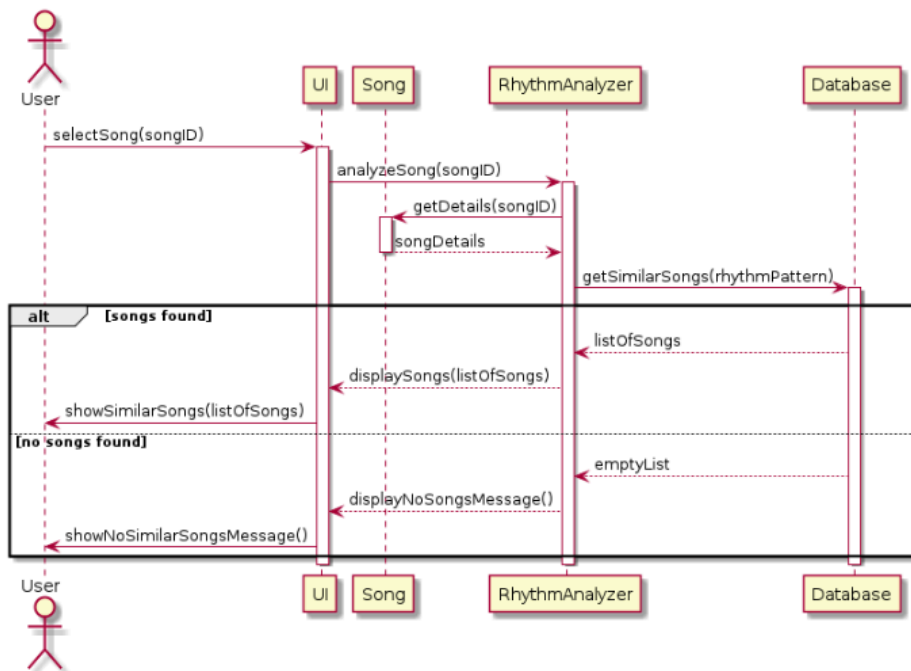 User
UI
Song
RhythmAnalyzer
Database
selectSong(songID)
analyzeSong(songID)
getDetails(songID)
songDetails
getSimilarSongs(rhythmPattern)
alt
[songs found]
listOfSongs
displaySongs(listOfSongs)
showSimilarSongs(listOfSongs)
[no songs found]
emptyList
displayNoSongsMessage()
showNoSimilarSongsMessage()
User
UI
Song
RhythmAnalyzer
Database